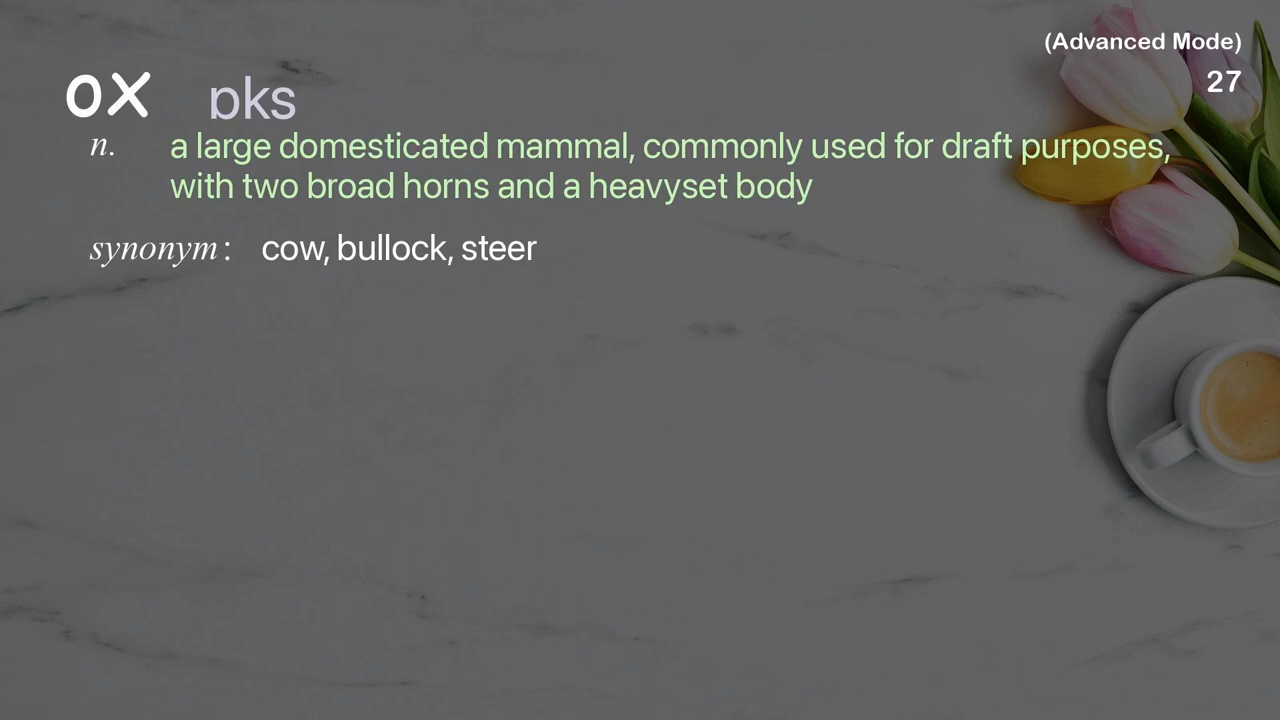 (Advanced Mode)
27
ox ɒks
n. a large domesticated mammal, commonly used for draft purposes,
with two broad horns and a heavyset body
synonym : cow, bullock, steer